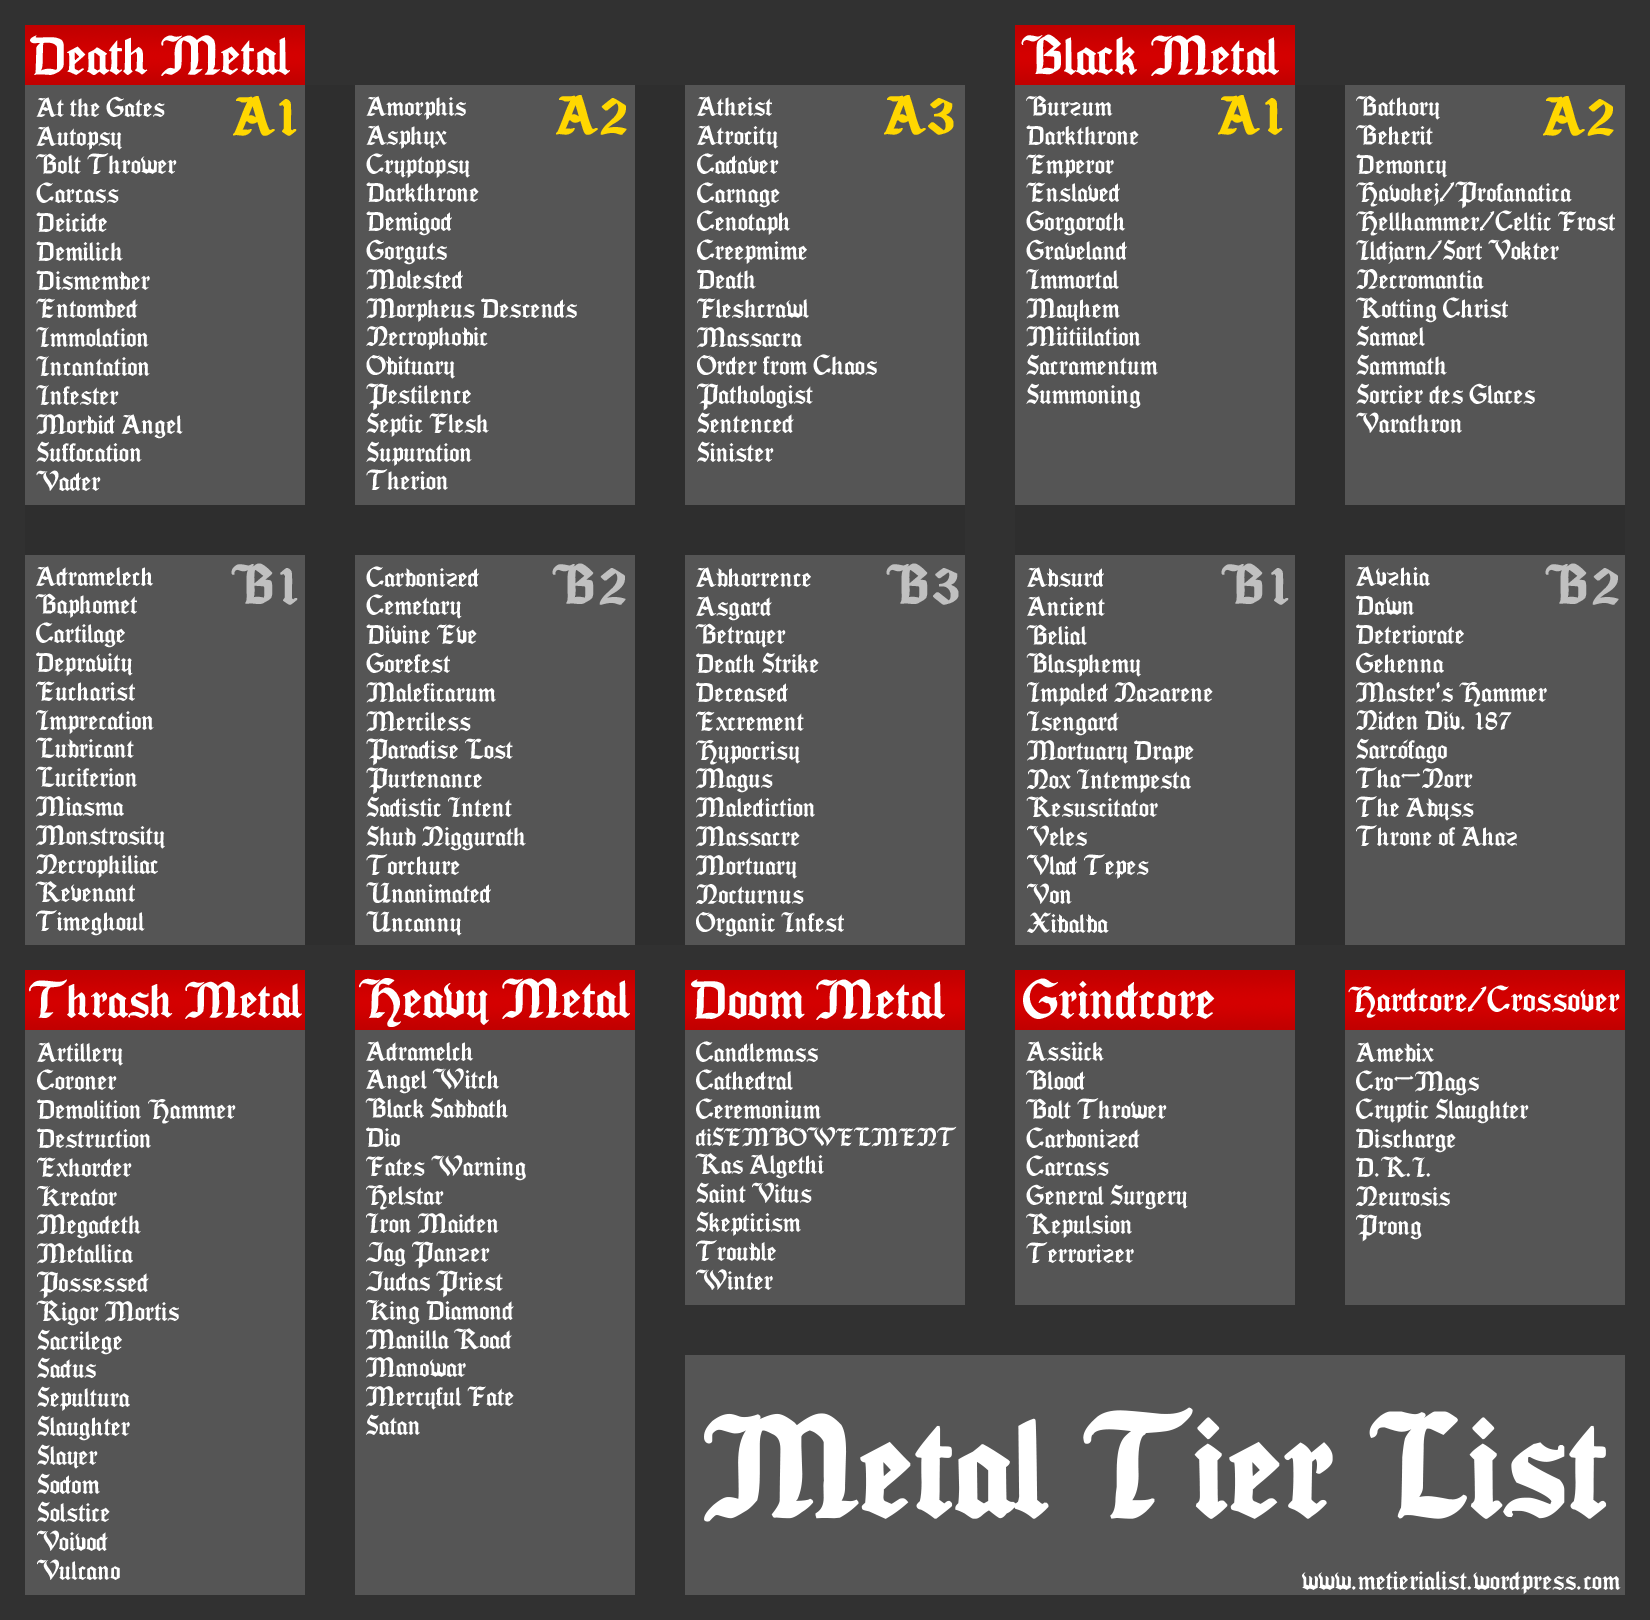 Death Metal
A1
At the Gates
Autopsy
Bolt Thrower
Carcass
Deicide
Demilich
Dismember
Entombed
Immolation
Incantation
Infester
Morbid Angel
Suffocation
Vader
A2
Amorphis
Asphyx
Cryptopsy
Darkthrone
Demigod
Gorguts
Molested
Morpheus Descends
Necrophobic
Obituary
Pestilence
Septic Flesh
Supuration
Therion
A3
Atheist
Atrocity
Cadaver
Carnage
Cenotaph
Creepmime
Death
Fleshcrawl
Massacra
Order from Chaos
Pathologist
Sentenced
Sinister
Black Metal
A1
Burzum
Darkthrone
Emperor
Enslaved
Gorgoroth
Graveland
Immortal
Mayhem
Mütiilation
Sacramentum
Summoning
A2
Bathory
Beherit
Demoncy
Havohej/Profanatica
Hellhammer/Celtic Frost
Ildjarn/Sort Vokter
Necromantia
Rotting Christ
Samael
Sammath
Sorcier des Glaces
Varathron
B1
Adramelech
Baphomet
Cartilage
Depravity
Eucharist
Imprecation
Lubricant
Luciferion
Miasma
Monstrosity
Necrophiliac
Revenant
Timeghoul
B2
Carbonized
Cemetary
Divine Eve
Gorefest
Maleficarum
Merciless
Paradise Lost
Purtenance
Sadistic Intent
Shub Niggurath
Torchure
Unanimated
Uncanny
B3
Abhorrence
Asgard
Betrayer
Death Strike
Deceased
Excrement
Hypocrisy
Magus
Malediction
Massacre
Mortuary
Nocturnus
Organic Infest
B1
Absurd
Ancient
Belial
Blasphemy
Impaled Nazarene
Isengard
Mortuary Drape
Nox Intempesta
Resuscitator
Veles
Vlad Tepes
Von
Xibalba
B2
Avzhia
Dawn
Deteriorate
Gehenna
Master's Hammer
Niden Div. 187
Sarcófago
Tha-Norr
The Abyss
Throne of Ahaz
Thrash Metal
Artillery
Coroner
Demolition Hammer
Destruction
Exhorder
Kreator
Megadeth
Metallica
Possessed
Rigor Mortis
Sacrilege
Sadus
Sepultura
Slaughter
Slayer
Sodom
Solstice
Voivod
Vulcano
Heavy Metal
Adramelch
Angel Witch
Black Sabbath
Dio
Fates Warning
Helstar
Iron Maiden
Jag Panzer
Judas Priest
King Diamond
Manilla Road
Manowar
Mercyful Fate
Satan
Doom Metal
Candlemass
Cathedral
Ceremonium
diSEMBOWELMENT
Ras Algethi
Saint Vitus
Skepticism
Trouble
Winter
Grindcore
Assück
Blood
Bolt Thrower
Carbonized
Carcass
General Surgery
Repulsion
Terrorizer
Hardcore/Crossover
Amebix
Cro-Mags
Cryptic Slaughter
Discharge
D.R.I.
Neurosis
Prong
Metal Tier List
www.metierialist.wordpress.com